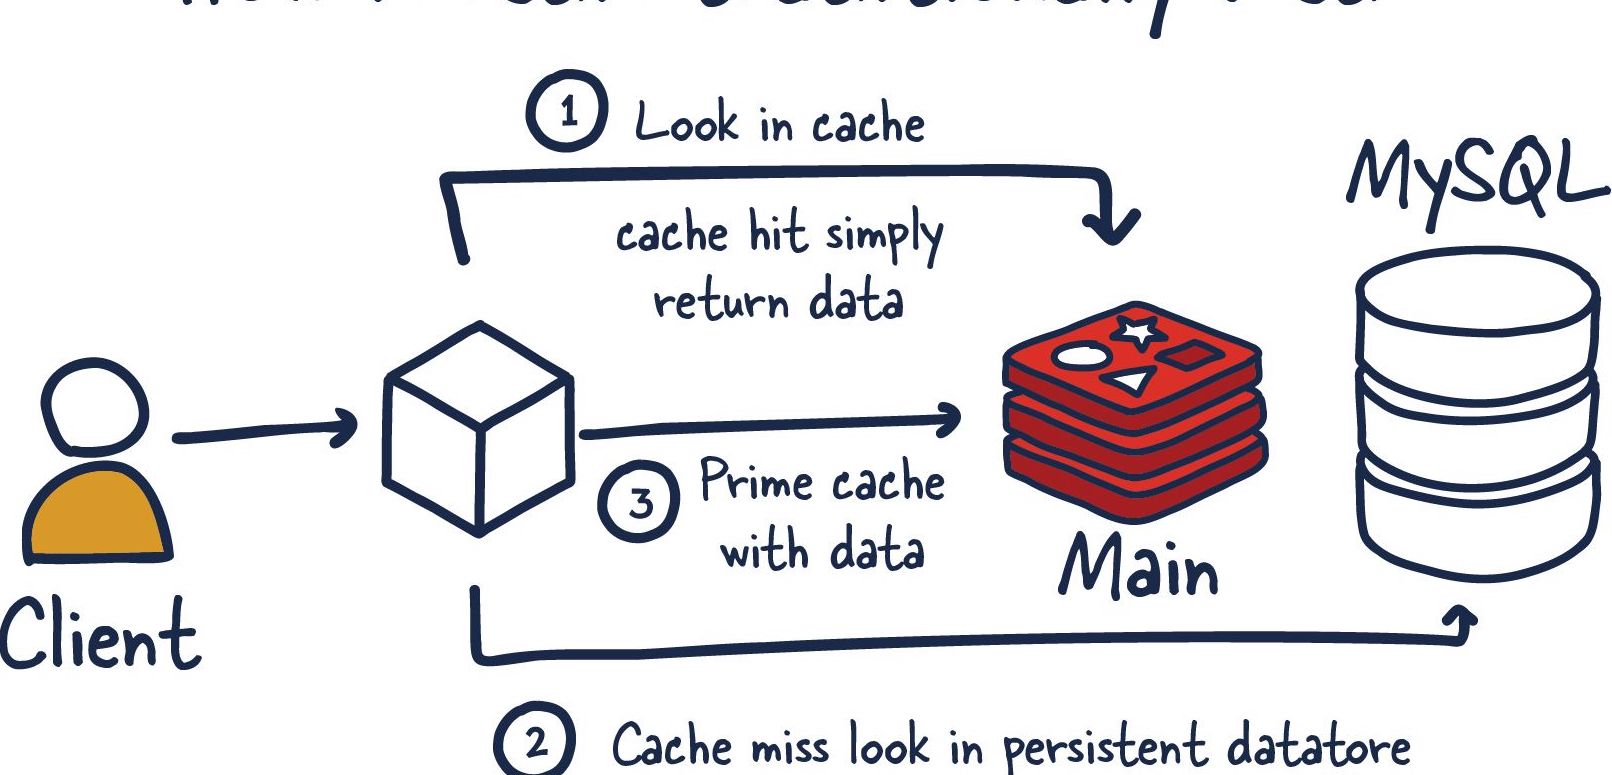 1 Look in cache
cache hit simply
return data
MySQL
3 Prime cache
with data
Main
Client
2 Cache miss look in persistent datatore